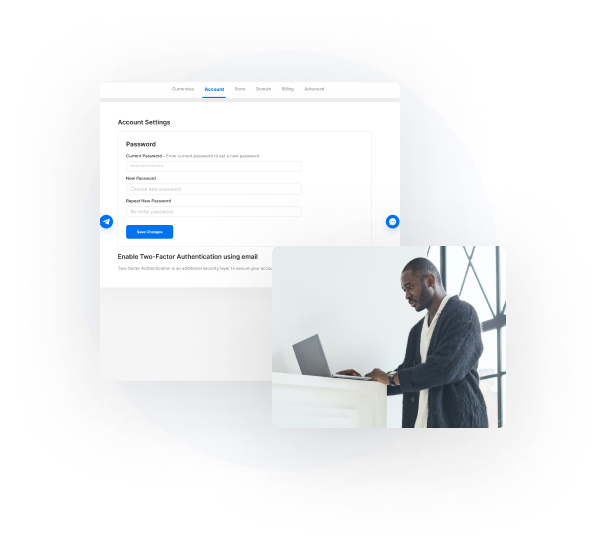 Currencies Account Store Domain Billing Advanced
Account Settings
Password
Current Password - Enter current password to set a new password
New Password
Choose new password
Repeat New Password
Re-enter password
Save Changes
Enable Two-Factor Authentication using email
Two-factor Authentication is an additional security layer to secure your